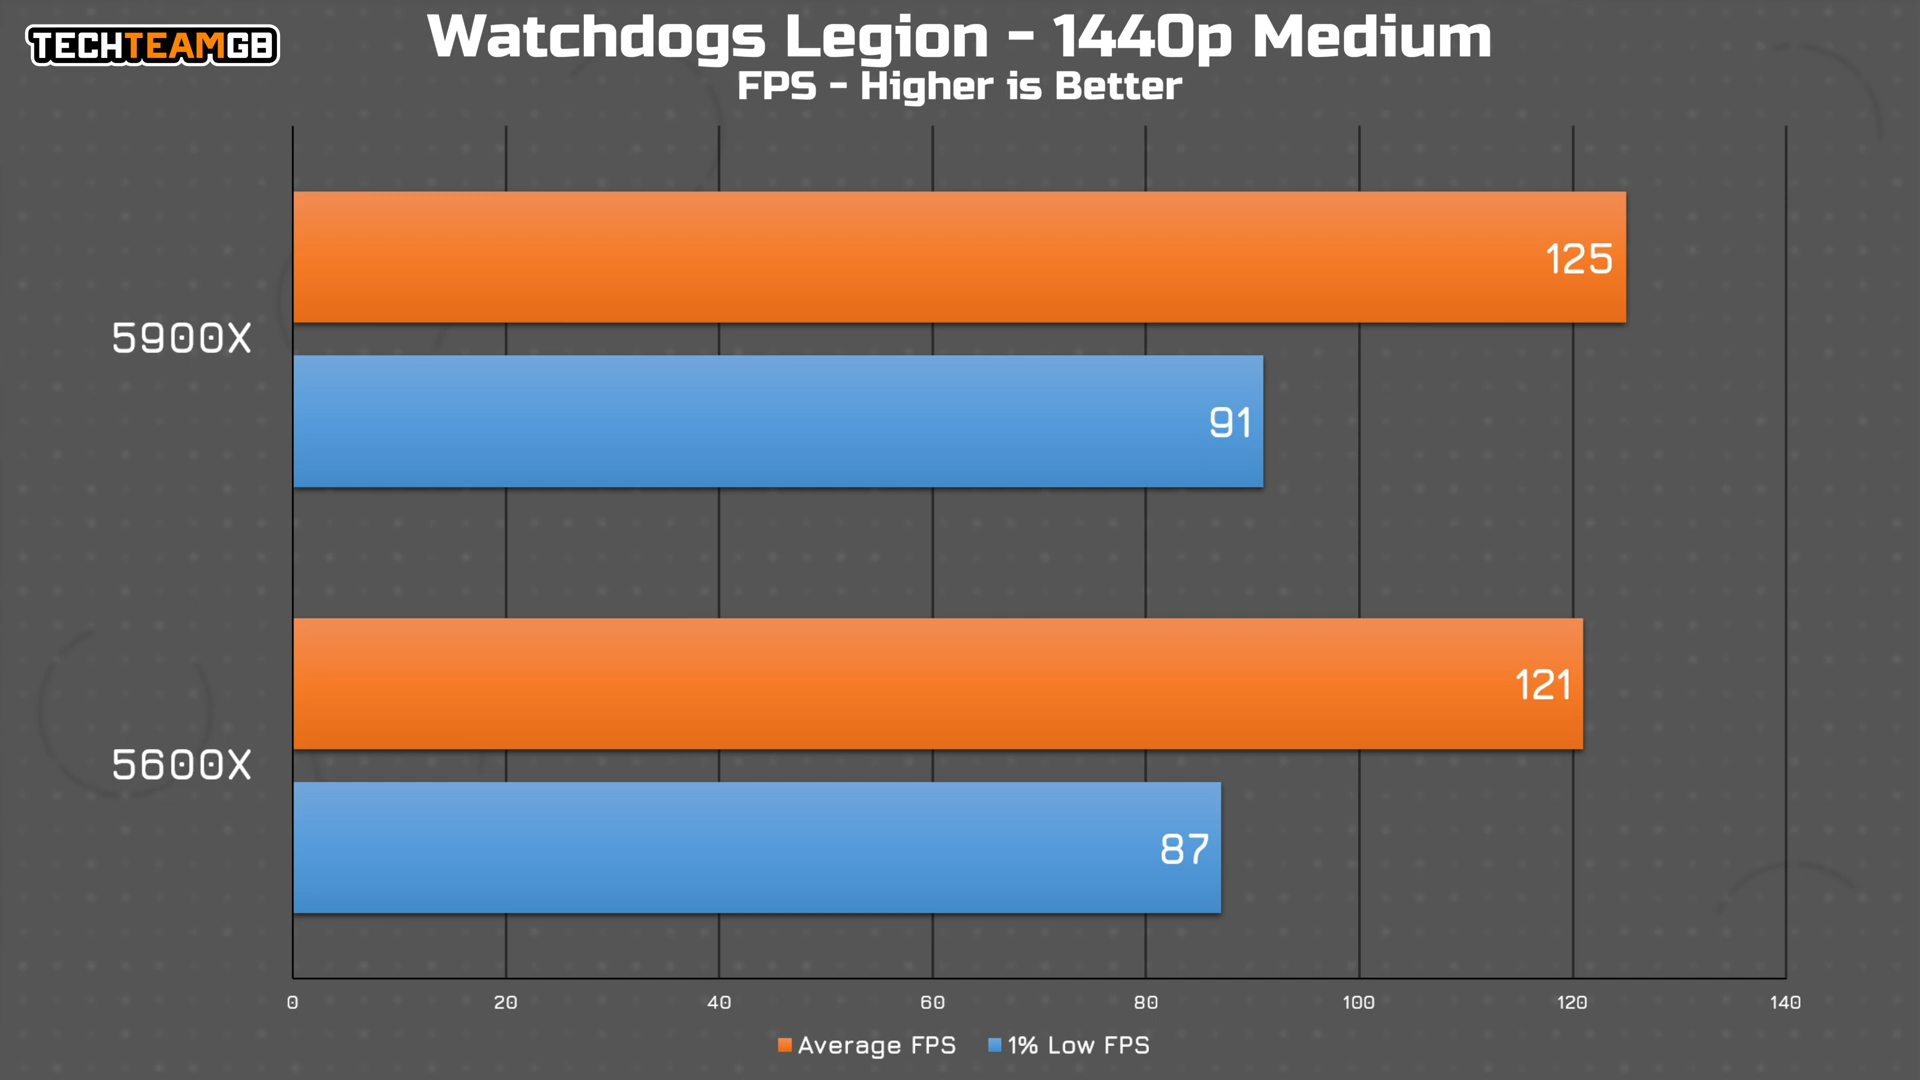 TECHTEAMGB
Watchdogs Legion - 1440p Medium
FPS - Higher is Better
125
5900X
91
121
5600X
87
0 20 40 60 80 100 120 140
Average FPS 1% Low FPS